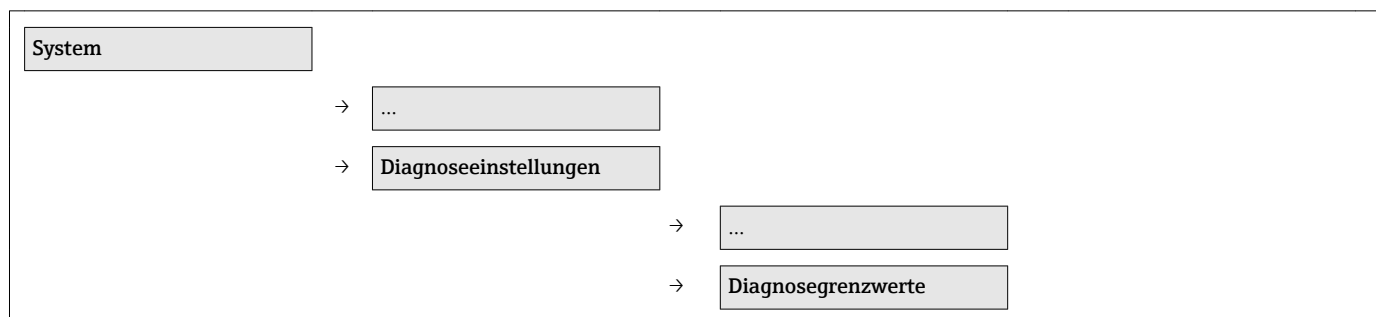 System
→ ...
→ Diagnoseeinstellungen
→ ...
→ Diagnosegrenzwerte